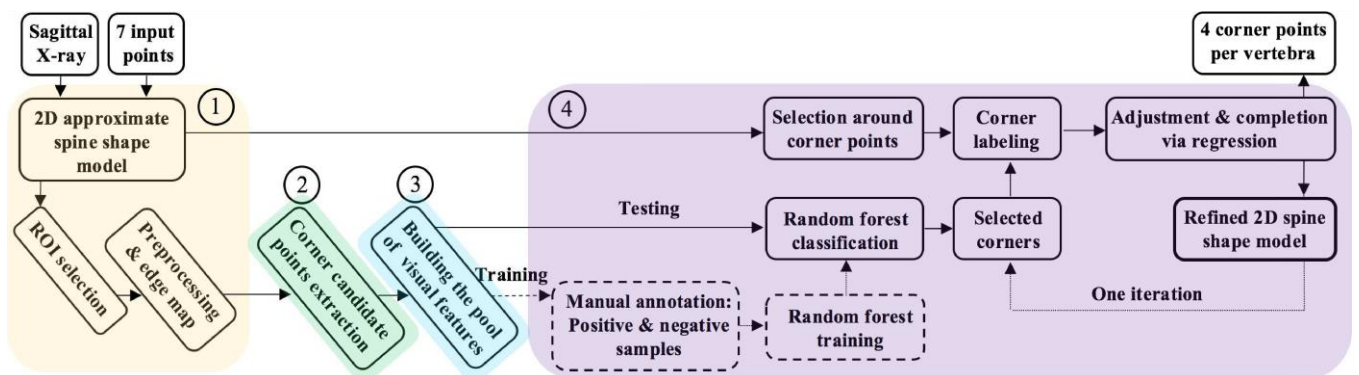 Sagittal
X-ray
7 input
points
4 corner points
per vertebra
1
2D approximate
spine shape
model
ROI selection
Preprocessing
& edge map
2
Corner candidate
points extraction
3
Building the pool
of visual features
4
Selection around
corner points
Corner
labeling
Adjustment & completion
via regression
Testing
Random forest
classification
Selected
corners
Refined 2D spine
shape model
Training
Manual annotation:
Positive & negative
samples
Random forest
training
One iteration